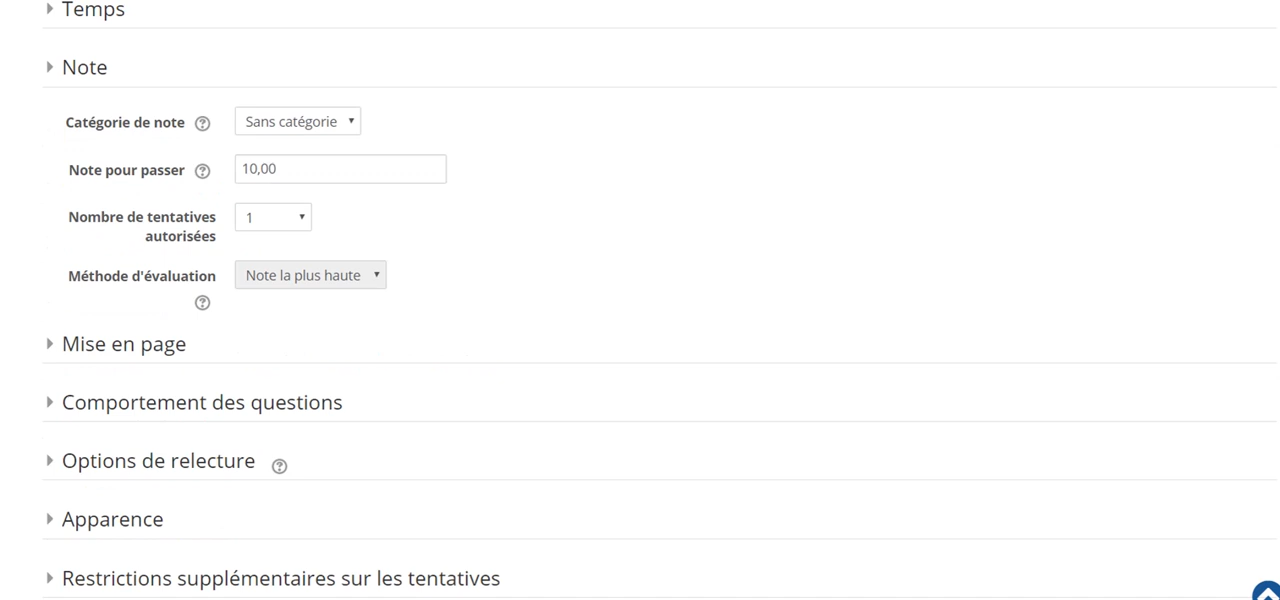 Temps
Note
Catégorie de note ? Sans catégorie
Note pour passer ? 10,00
Nombre de tentatives
autorisées
1
Méthode d'évaluation Note la plus haute
?
Mise en page
Comportement des questions
Options de relecture ?
Apparence
Restrictions supplémentaires sur les tentatives